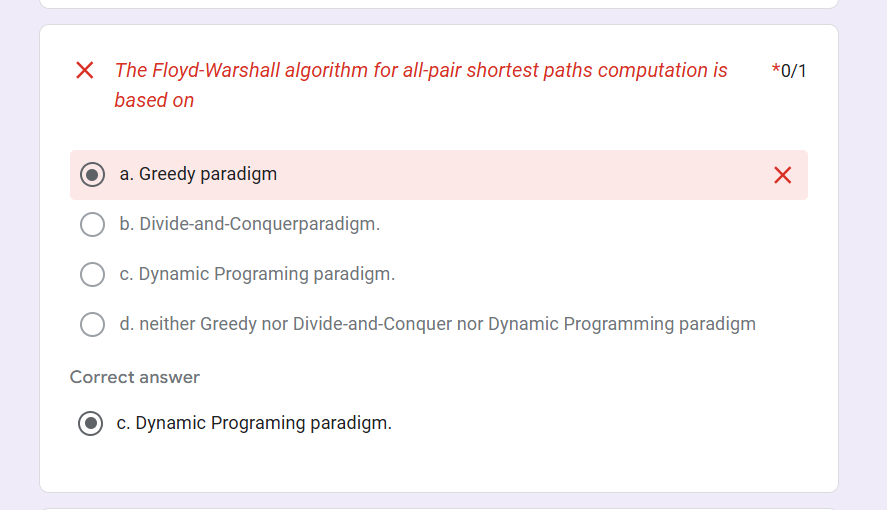 The Floyd-Warshall algorithm for all-pair shortest paths computation is *0/1
based on
a. Greedy paradigm
b. Divide-and-Conquerparadigm.
c. Dynamic Programing paradigm.
d. neither Greedy nor Divide-and-Conquer nor Dynamic Programming paradigm
Correct answer
c. Dynamic Programing paradigm.